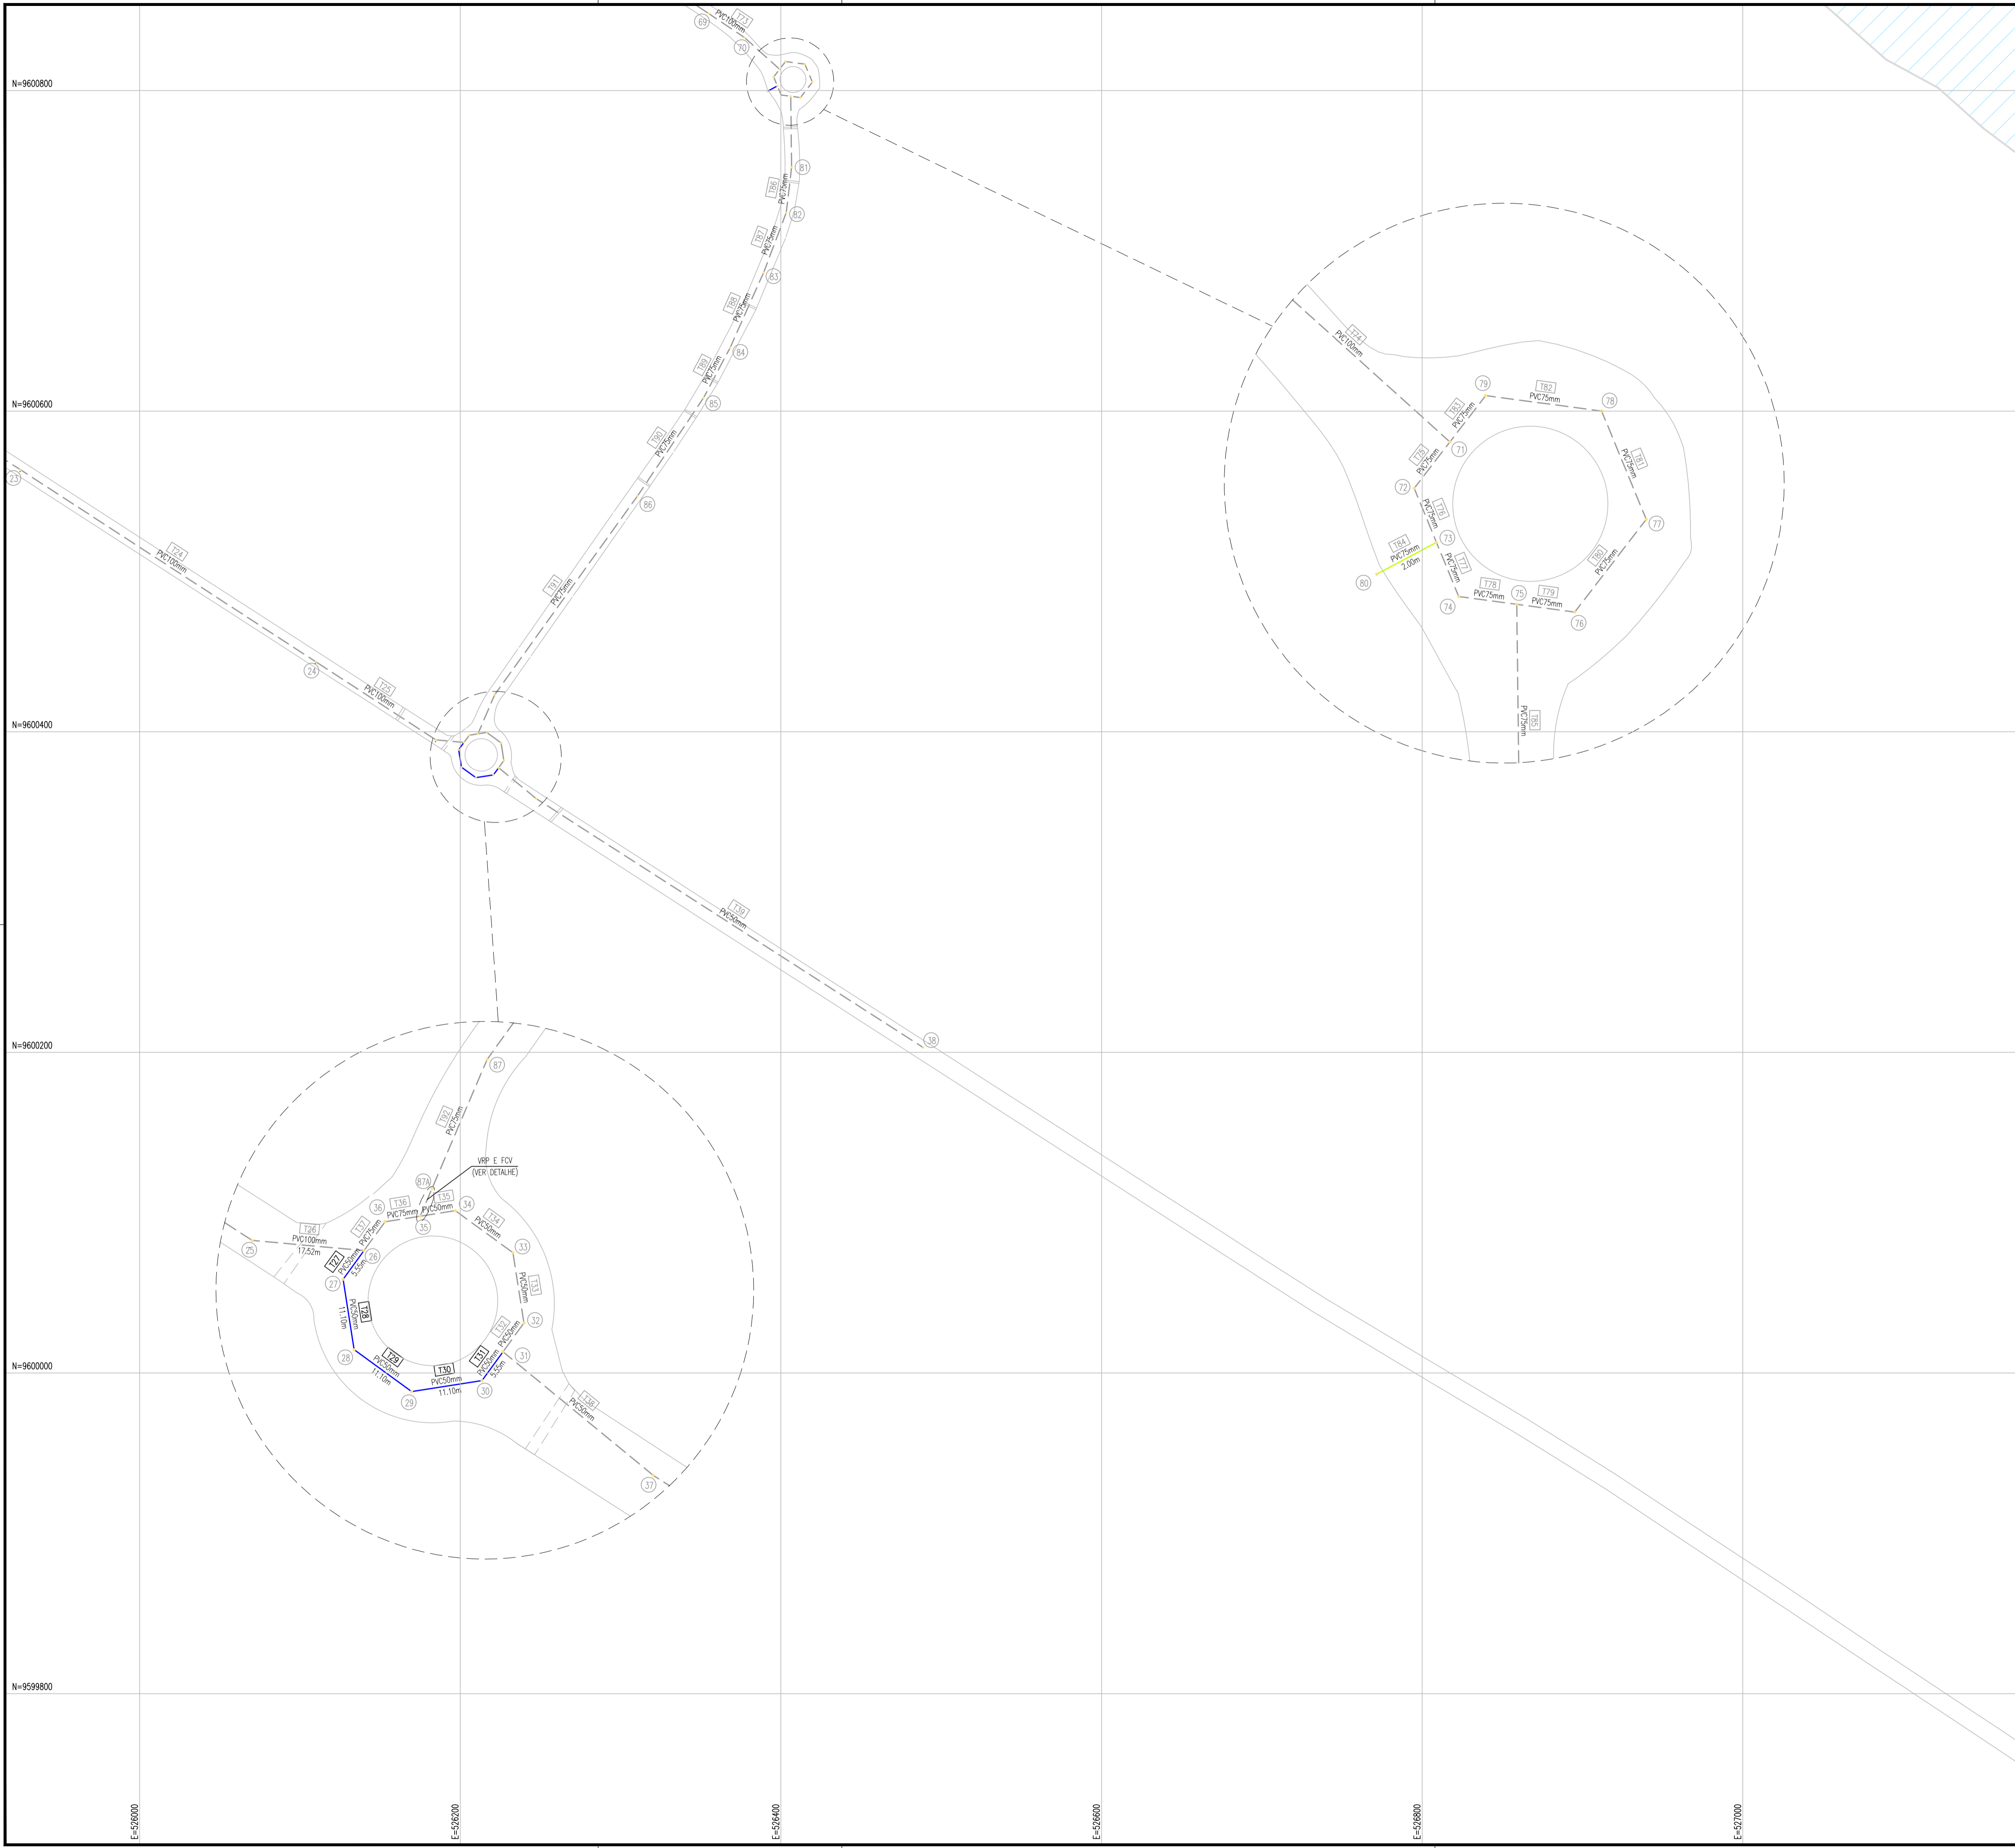 T73
PVC100mm
69
70
N=9600800
81
T86
PVC75mm
82
T87
PVC75mm
83
T88
PVC75mm
84
T89
PVC75mm
85
N=9600600
T90
PVC75mm
86
23
T24
PVC100mm
T91
PVC75mm
24
T25
PVC100mm
N=9600400
T24
PVC100mm
79
T82
PVC75mm
78
T83
PVC75mm
71
T75
PVC75mm
72
T76
PVC75mm
73
T81
PVC75mm
77
T84
PVC75mm
2.00m
80
T77
PVC75mm
T80
PVC75mm
74
T78
PVC75mm
75
T79
PVC75mm
76
T85
PVC75mm
T39
PVC50mm
38
N=9600200
87
T92
PVC75mm
VRP E FCV
(VER DETALHE)
87A
T35
PVC50mm
34
36
T36
PVC75mm
35
T34
PVC50mm
33
T26
PVC100mm
17,52m
25
T37
PVC75mm
26
T27
PVC50mm
5,55m
27
T33
PVC50mm
T28
PVC50mm
11,10m
32
T32
PVC50mm
31
28
T29
PVC50mm
11,10m
T31
PVC50mm
5,55m
T30
PVC50mm
11,10m
30
29
N=9600000
T38
PVC50mm
37
N=9599800
E=526000
E=526200
E=526400
E=526600
E=526800
E=527000